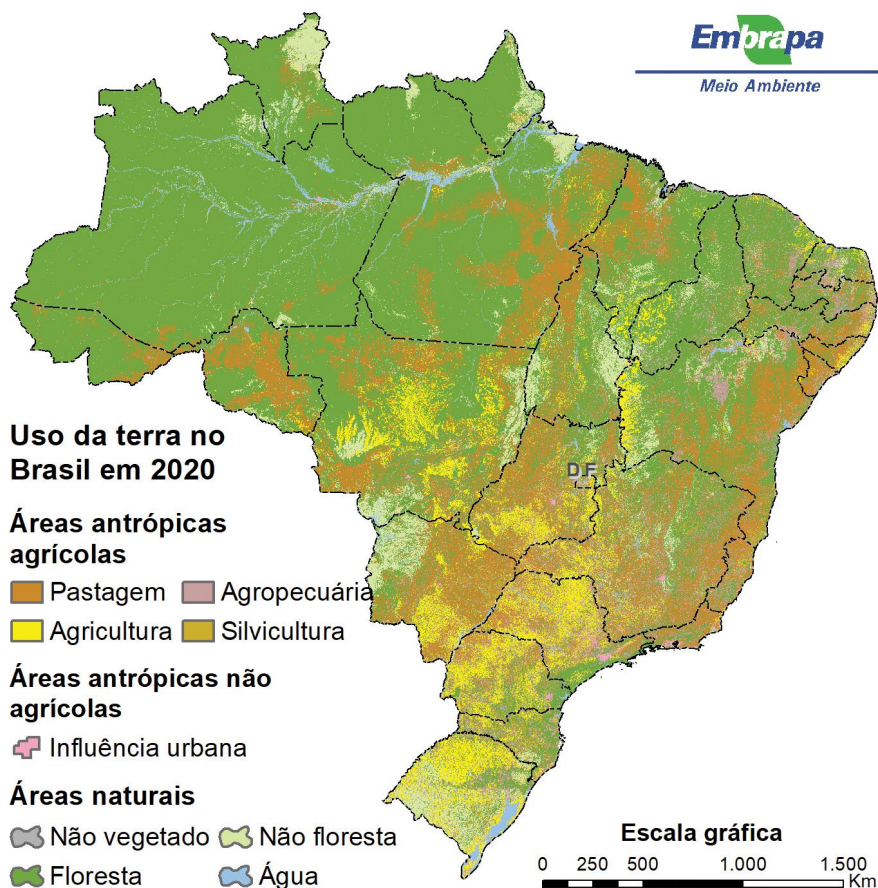 Embrapa
Meio Ambiente
D.F
Uso da terra no
Brasil em 2020
Áreas antrópicas
agrícolas
Pastagem Agropecuária
Agricultura Silvicultura
Áreas antrópicas não
agrícolas
Influência urbana
Áreas naturais
Não vegetado Não floresta
Floresta Água
Escala gráfica
0 250 500 1.000 1.500
Km